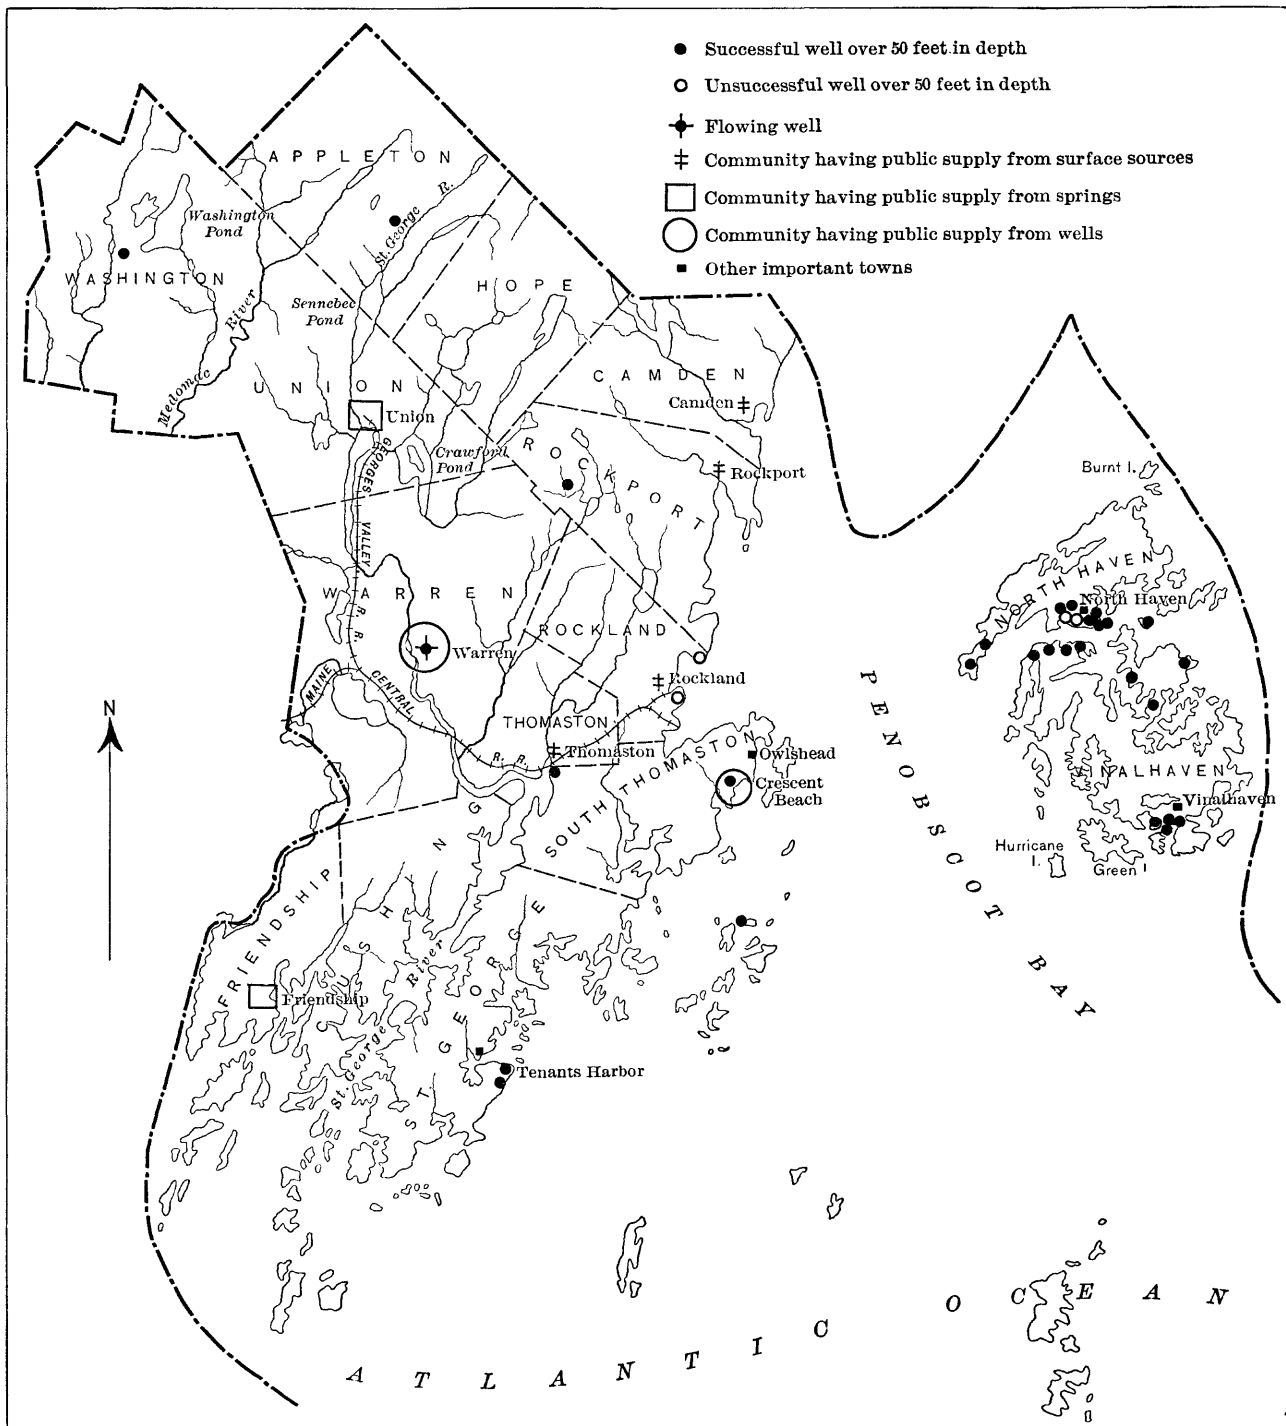 Successful well over 50 feet in depth
Unsuccessful well over 50 feet in depth
Flowing well
Community having public supply from surface sources
Community having public supply from springs
Community having public supply from wells
Other important towns
APPLETON
Washington
Pond
St. George R.
WASHINGTON
HOPE
Sennebec
Pond
Medomac River
UNION
CAMDEN
Camden
Union
Crawford
Pond
ROCKPORT
Rockport
Burnt I.
GEORGES VALLEY R. R.
NORTH HAVEN
North Haven
WARREN
Warren
ROCKLAND
Rockland
MAINE CENTRAL R. R.
N
THOMASTON
Thomaston
SOUTH THOMASTON
Owlshead
Crescent
Beach
PENOBSCOT BAY
VINALHAVEN
Vinalhaven
Hurricane
I.
Green I
FRIENDSHIP
Friendship
CUSHING
St. George River
ST. GEORGE
Tenants Harbor
ATLANTIC OCEAN